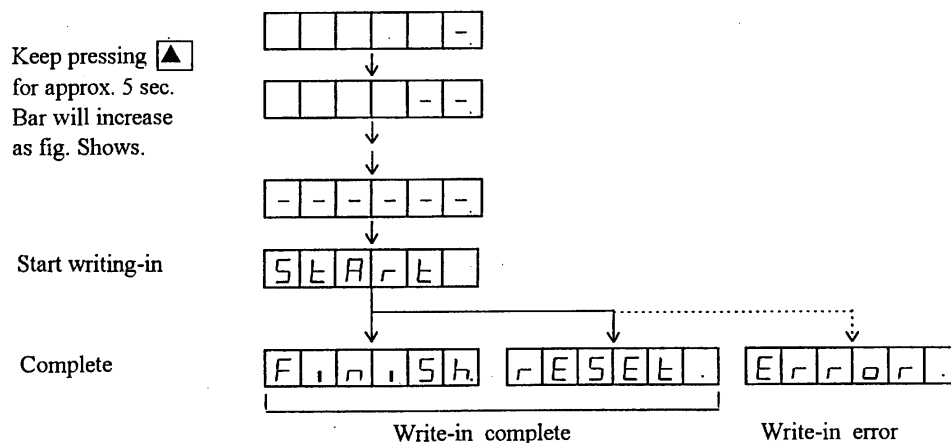 Keep pressing ▲
for approx. 5 sec.
Bar will increase
as fig. Shows.
-
- -
- - - - - -
Start writing-in
StArt
Complete
FiniSh. rESEt. Error.
Write-in complete Write-in error